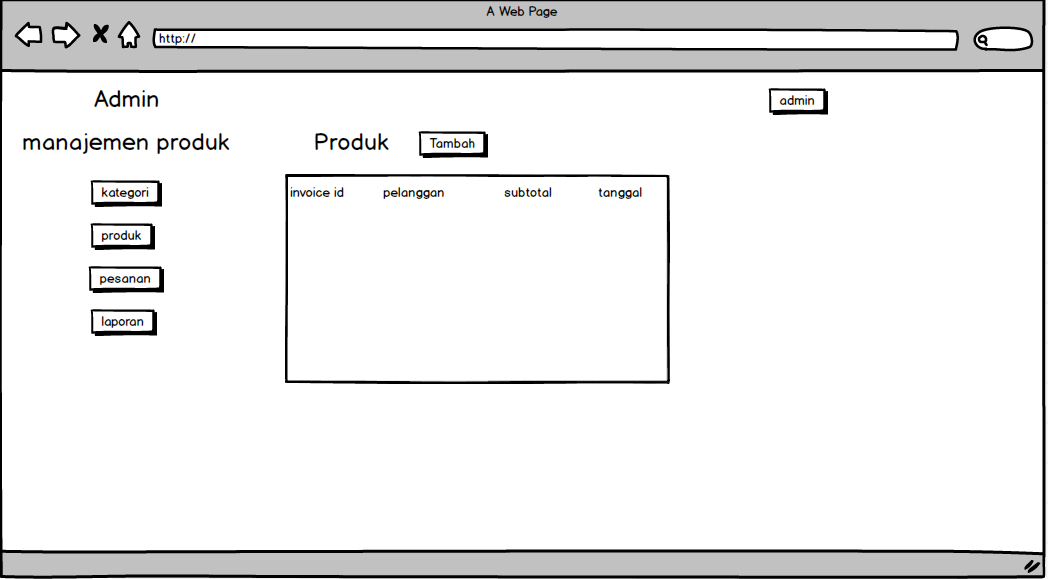 A Web Page
http://
Admin
admin
manajemen produk
Produk
Tambah
kategori
produk
pesanan
laporan
invoice id pelanggan subtotal tanggal